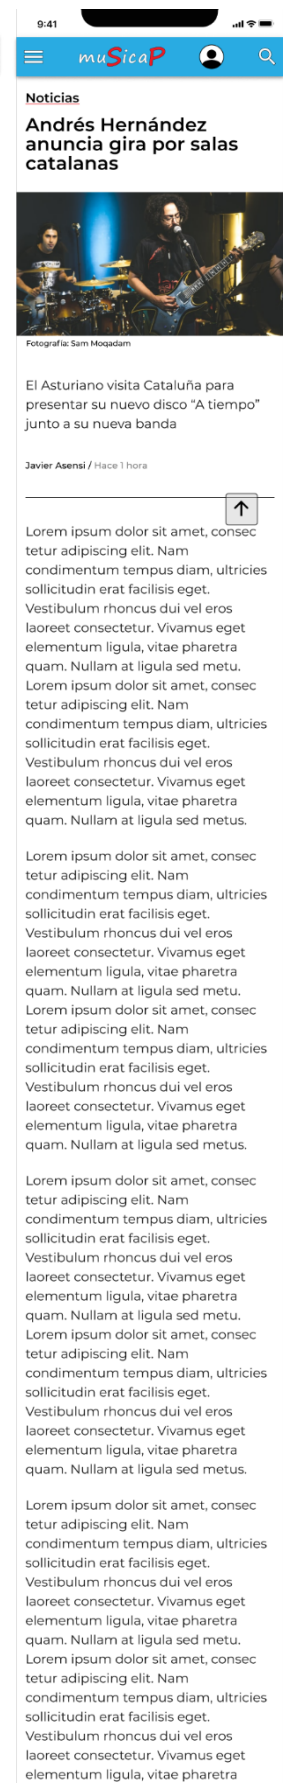 9:41
muSicaP
Noticias
Andrés Hernández
anuncia gira por salas
catalanas
Fotografía: Sam Moqadam
El Asturiano visita Cataluña para
presentar su nuevo disco “A tiempo”
junto a su nueva banda
Javier Asensi / Hace 1 hora
Lorem ipsum dolor sit amet, consec
tetur adipiscing elit. Nam
condimentum tempus diam, ultricies
sollicitudin erat facilisis eget.
Vestibulum rhoncus dui vel eros
laoreet consectetur. Vivamus eget
elementum ligula, vitae pharetra
quam. Nullam at ligula sed metu.
Lorem ipsum dolor sit amet, consec
tetur adipiscing elit. Nam
condimentum tempus diam, ultricies
sollicitudin erat facilisis eget.
Vestibulum rhoncus dui vel eros
laoreet consectetur. Vivamus eget
elementum ligula, vitae pharetra
quam. Nullam at ligula sed metus.
Lorem ipsum dolor sit amet, consec
tetur adipiscing elit. Nam
condimentum tempus diam, ultricies
sollicitudin erat facilisis eget.
Vestibulum rhoncus dui vel eros
laoreet consectetur. Vivamus eget
elementum ligula, vitae pharetra
quam. Nullam at ligula sed metu.
Lorem ipsum dolor sit amet, consec
tetur adipiscing elit. Nam
condimentum tempus diam, ultricies
sollicitudin erat facilisis eget.
Vestibulum rhoncus dui vel eros
laoreet consectetur. Vivamus eget
elementum ligula, vitae pharetra
quam. Nullam at ligula sed metus.
Lorem ipsum dolor sit amet, consec
tetur adipiscing elit. Nam
condimentum tempus diam, ultricies
sollicitudin erat facilisis eget.
Vestibulum rhoncus dui vel eros
laoreet consectetur. Vivamus eget
elementum ligula, vitae pharetra
quam. Nullam at ligula sed metu.
Lorem ipsum dolor sit amet, consec
tetur adipiscing elit. Nam
condimentum tempus diam, ultricies
sollicitudin erat facilisis eget.
Vestibulum rhoncus dui vel eros
laoreet consectetur. Vivamus eget
elementum ligula, vitae pharetra
quam. Nullam at ligula sed metus.
Lorem ipsum dolor sit amet, consec
tetur adipiscing elit. Nam
condimentum tempus diam, ultricies
sollicitudin erat facilisis eget.
Vestibulum rhoncus dui vel eros
laoreet consectetur. Vivamus eget
elementum ligula, vitae pharetra
quam. Nullam at ligula sed metu.
Lorem ipsum dolor sit amet, consec
tetur adipiscing elit. Nam
condimentum tempus diam, ultricies
sollicitudin erat facilisis eget.
Vestibulum rhoncus dui vel eros
laoreet consectetur. Vivamus eget
elementum ligula, vitae pharetra